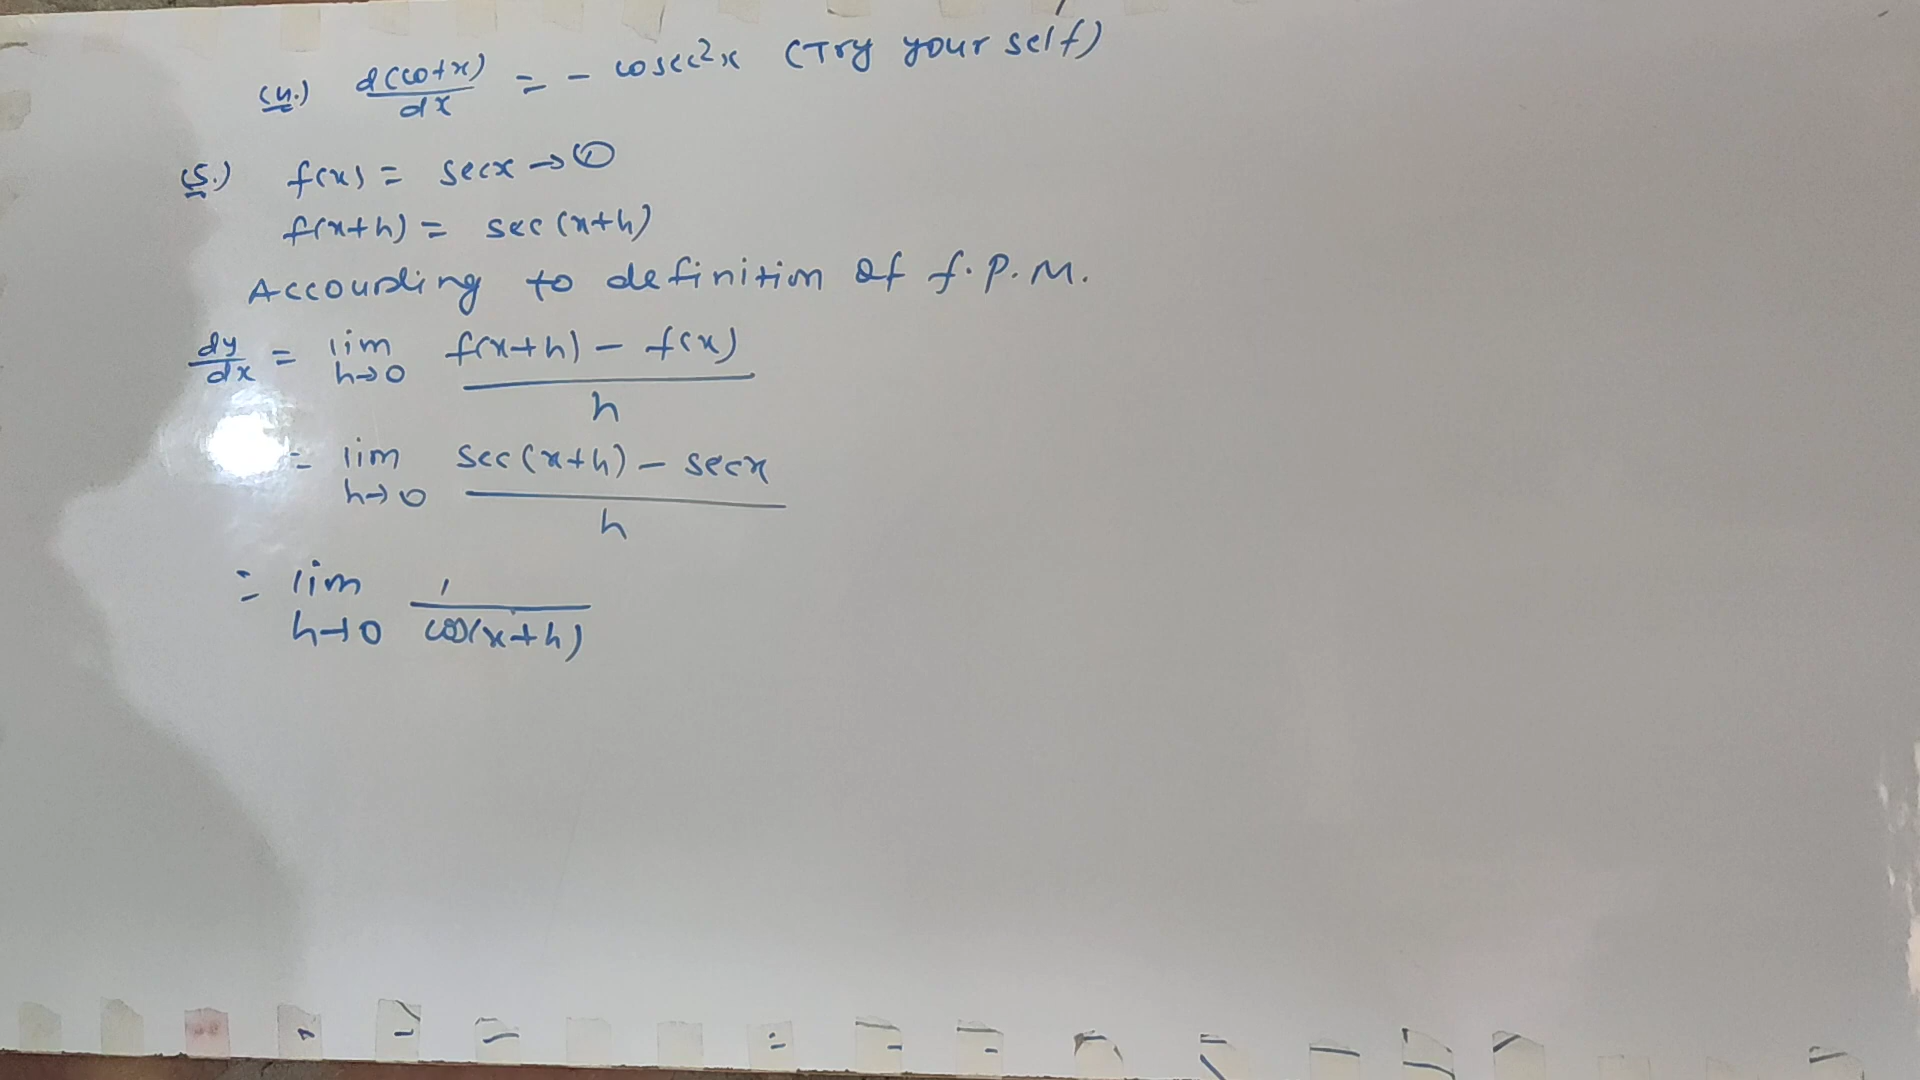 (4.) d(cotx)/dx = - cosec²x (Try your self)
(5.) f(x) = secx → ①
f(x+h) = sec (x+h)
According to definition of f.P.M.
dy/dx = lim h→0 f(x+h) - f(x) / h
= lim h→0 sec(x+h) - secx / h
= lim h→0 1 / cos(x+h)